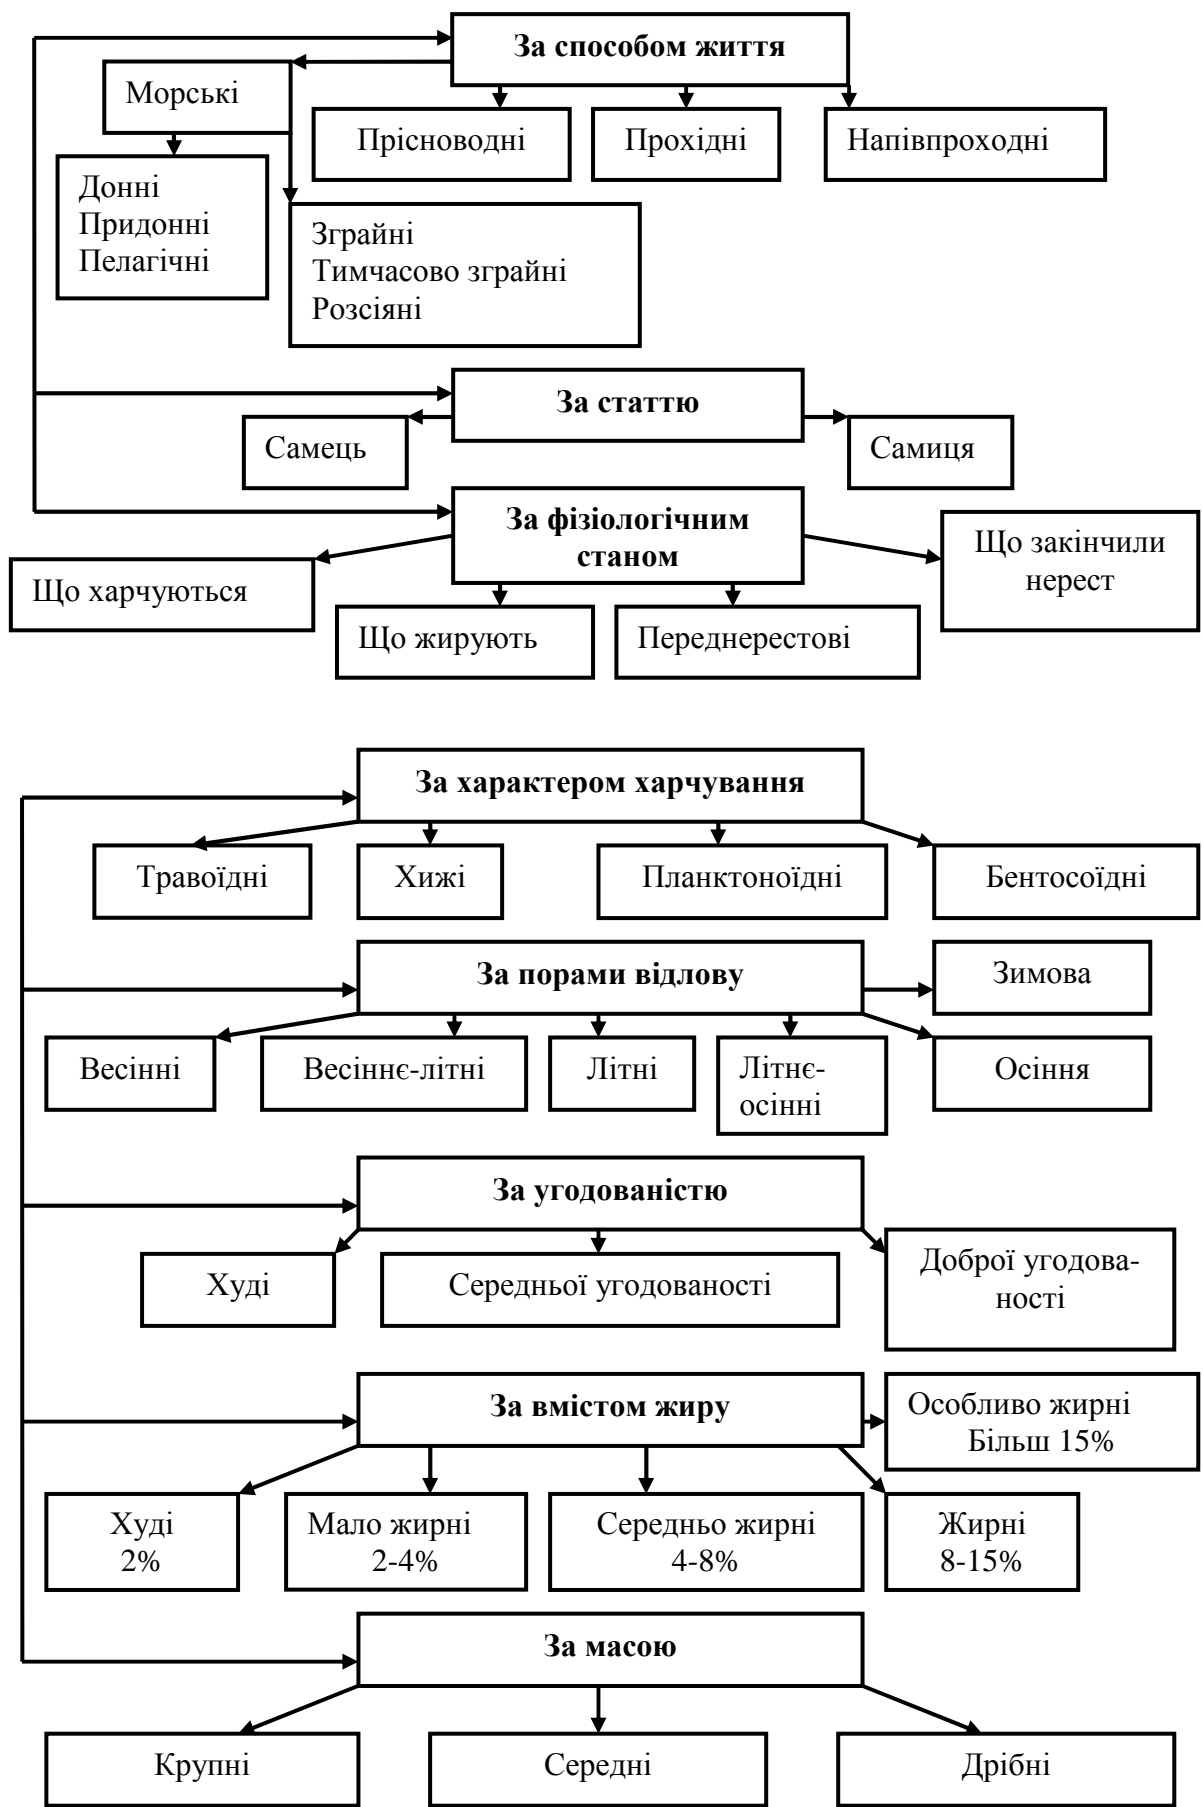 За способом життя
Морські
Прісноводні
Прохідні
Напівпроходні
Донні
Придонні
Пелагічні
Зграйні
Тимчасово зграйні
Розсіяні
За статтю
Самець
Самиця
За фізіологічним
станом
Що закінчили
нерест
Що харчуються
Що жирують
Переднерестові
За характером харчування
Травоїдні
Хижі
Планктоноїдні
Бентосоїдні
За порами відлову
Зимова
Весінні
Весіннє-літні
Літні
Літнє-
осінні
Осіння
За угодованістю
Худі
Середньої угодованості
Доброї угодова-
ності
За вмістом жиру
Особливо жирні
Більш 15%
Худі
2%
Мало жирні
2-4%
Середньо жирні
4-8%
Жирні
8-15%
За масою
Крупні
Середні
Дрібні